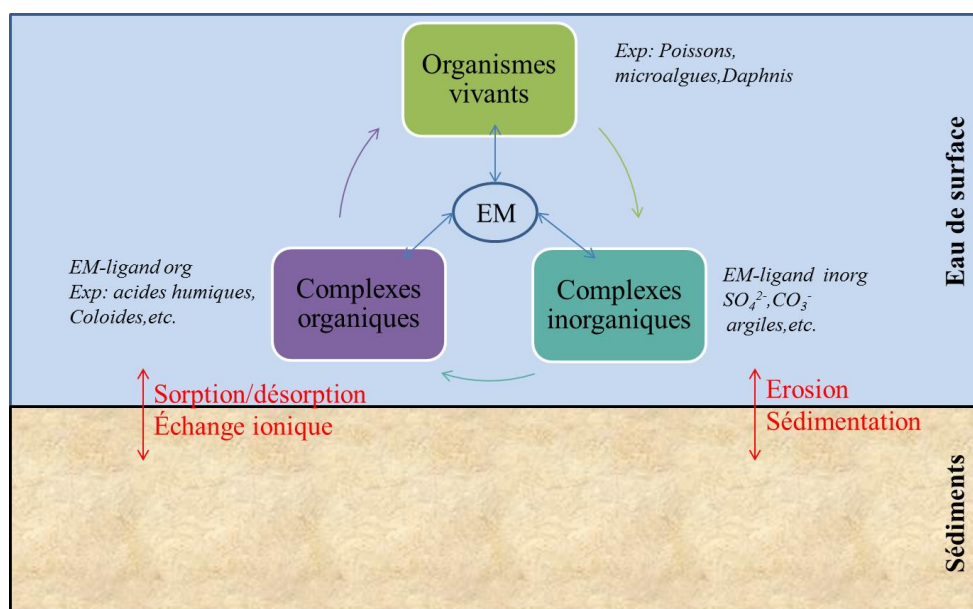 Organismes
vivants
Exp: Poissons,
microalgues,Daphnis
EM
EM-ligand org
Exp: acides humiques,
Coloides,etc.
Complexes
organiques
Complexes
inorganiques
EM-ligand inorg
SO₄²⁻,CO₃⁻
argiles,etc.
Eau de surface
Sorption/désorption
Échange ionique
Erosion
Sédimentation
Sédiments